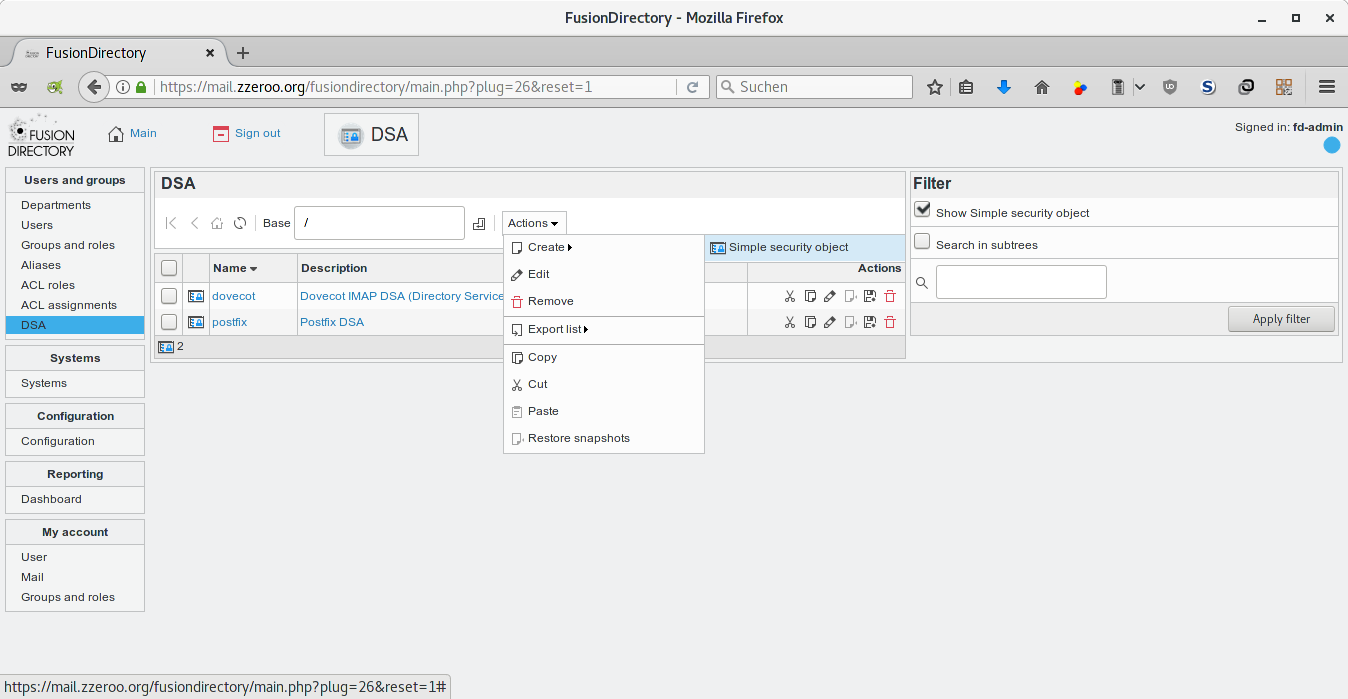 FusionDirectory - Mozilla Firefox
FusionDirectory
https://mail.zzeroo.org/fusiondirectory/main.php?plug=26&reset=1
Suchen
FUSION
DIRECTORY
Main
Sign out
DSA
Signed in: fd-admin
Users and groups
Departments
Users
Groups and roles
Aliases
ACL roles
ACL assignments
DSA
Systems
Systems
Configuration
Configuration
Reporting
Dashboard
My account
User
Mail
Groups and roles
DSA
Base /
Actions
Create
Simple security object
Edit
Remove
Export list
Copy
Cut
Paste
Restore snapshots
Name Description Actions
dovecot Dovecot IMAP DSA (Directory Service
postfix Postfix DSA
2
Filter
Show Simple security object
Search in subtrees
Apply filter
https://mail.zzeroo.org/fusiondirectory/main.php?plug=26&reset=1#